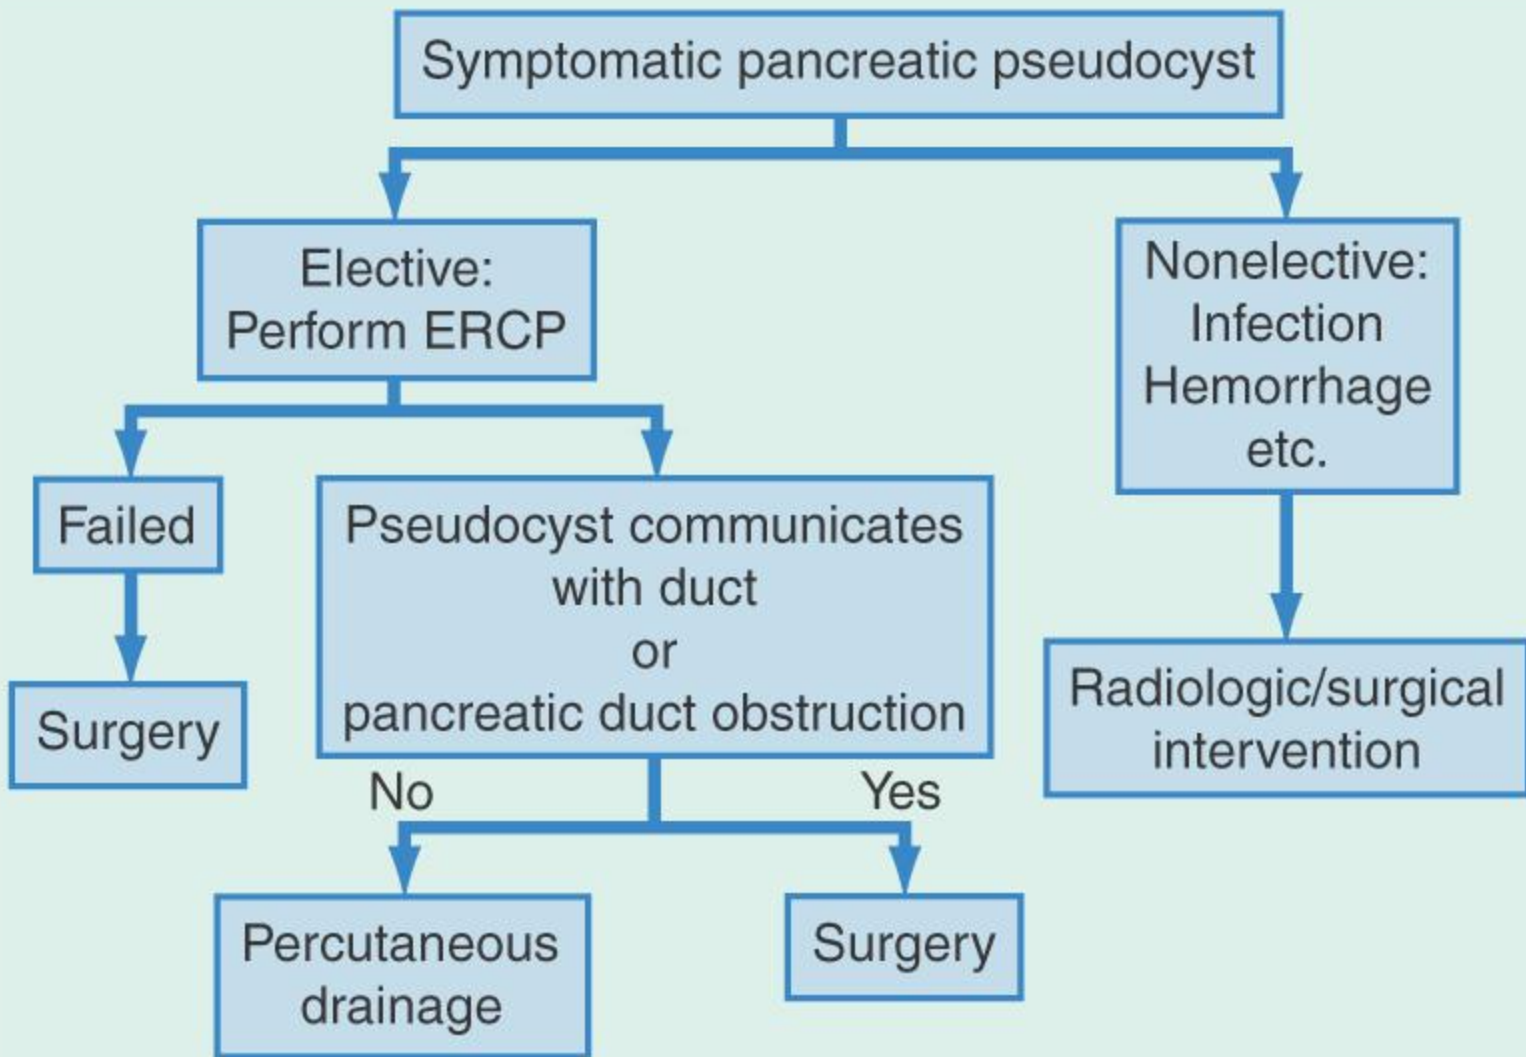 Symptomatic pancreatic pseudocyst
Elective:
Perform ERCP
Nonelective:
Infection
Hemorrhage
etc.
Failed
Pseudocyst communicates
with duct
or
pancreatic duct obstruction
Surgery
Radiologic/surgical
intervention
No
Yes
Percutaneous
drainage
Surgery